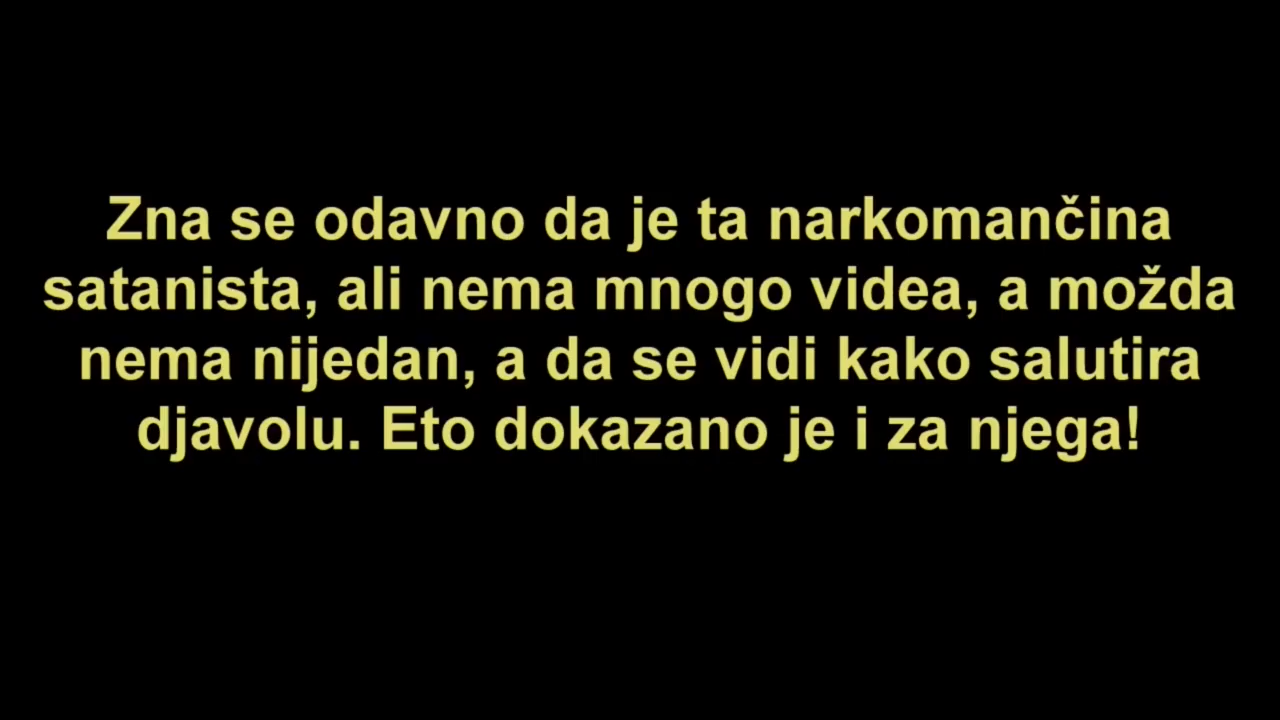 Zna se odavno da je ta narkomančina
satanista, ali nema mnogo videa, a možda
nema nijedan, a da se vidi kako salutira
djavolu. Eto dokazano je i za njega!